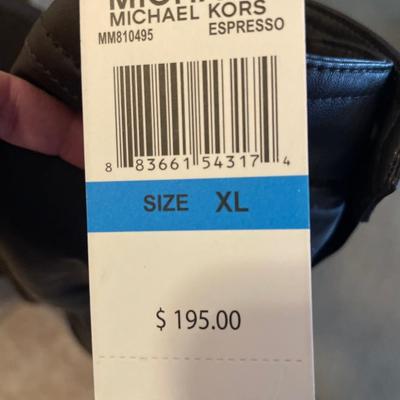 MICHAEL KORS
MM810495 ESPRESSO
8 83661 54317 4
SIZE XL
$ 195.00